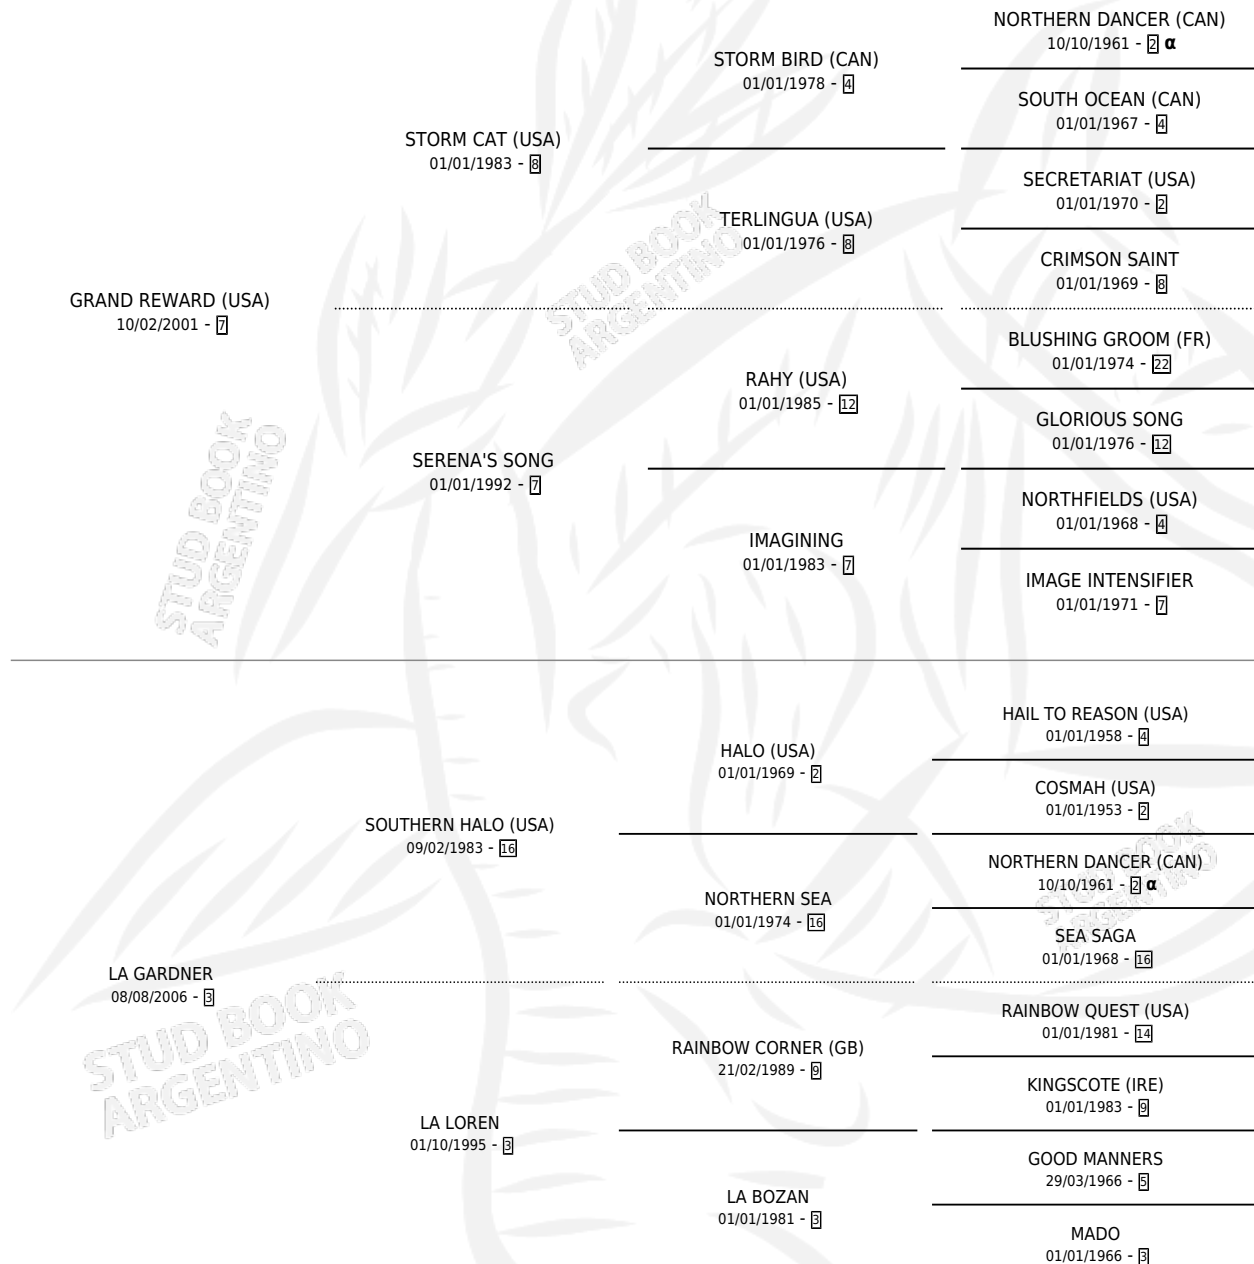 NORTHERN DANCER (CAN)
10/10/1961 - 2 α
STORM BIRD (CAN)
01/01/1978 - 4
SOUTH OCEAN (CAN)
01/01/1967 - 4
STORM CAT (USA)
01/01/1983 - 8
SECRETARIAT (USA)
01/01/1970 - 2
TERLINGUA (USA)
01/01/1976 - 8
CRIMSON SAINT
01/01/1969 - 8
GRAND REWARD (USA)
10/02/2001 - 7
BLUSHING GROOM (FR)
01/01/1974 - 22
RAHY (USA)
01/01/1985 - 12
GLORIOUS SONG
01/01/1976 - 12
SERENA'S SONG
01/01/1992 - 7
NORTHFIELDS (USA)
01/01/1968 - 4
IMAGINING
01/01/1983 - 7
IMAGE INTENSIFIER
01/01/1971 - 7
HAIL TO REASON (USA)
01/01/1958 - 4
HALO (USA)
01/01/1969 - 2
COSMAH (USA)
01/01/1953 - 2
SOUTHERN HALO (USA)
09/02/1983 - 16
NORTHERN DANCER (CAN)
10/10/1961 - 2 α
NORTHERN SEA
01/01/1974 - 16
SEA SAGA
01/01/1968 - 16
LA GARDNER
08/08/2006 - 3
RAINBOW QUEST (USA)
01/01/1981 - 14
RAINBOW CORNER (GB)
21/02/1989 - 9
KINGSCOTE (IRE)
01/01/1983 - 9
LA LOREN
01/10/1995 - 3
GOOD MANNERS
29/03/1966 - 5
LA BOZAN
01/01/1981 - 3
MADO
01/01/1966 - 3
STUD BOOK
ARGENTINO
STUD BOOK
ARGENTINO
STUD BOOK
ARGENTINO
STUD BOOK
ARGENTINO